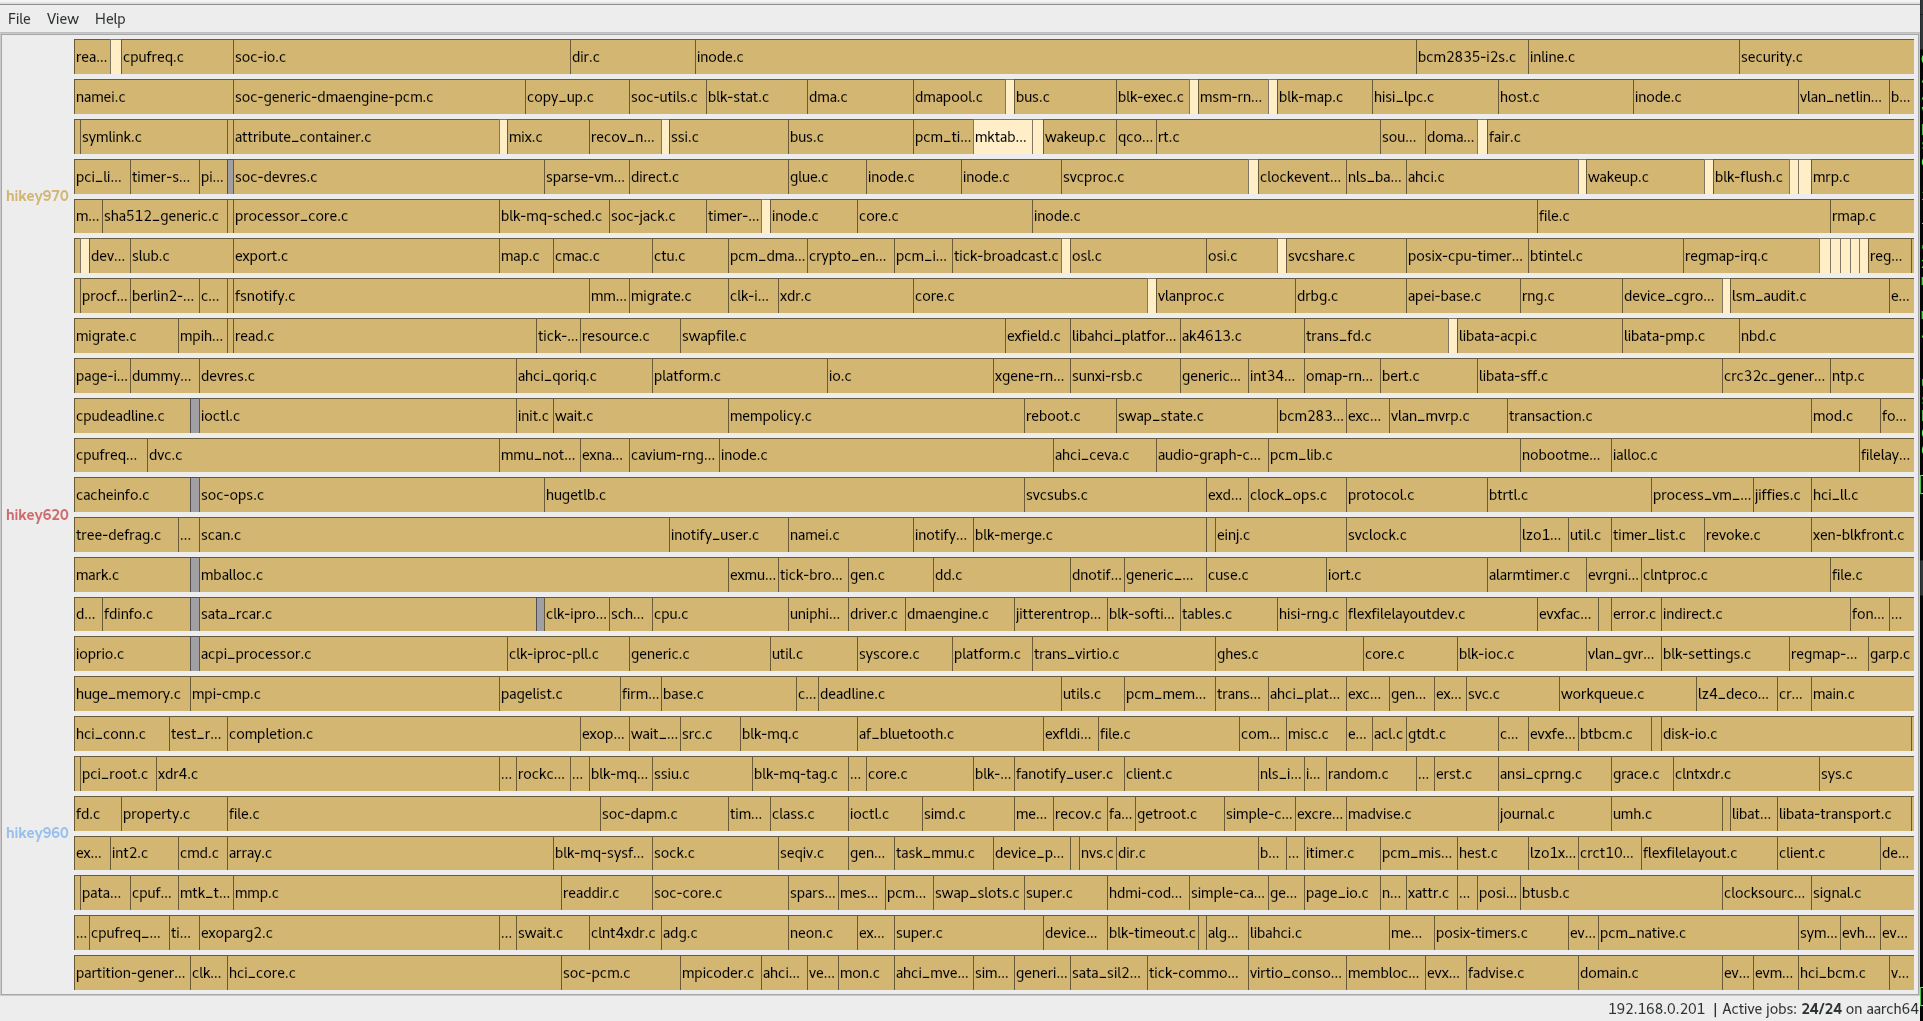 File View Help
rea... cpufreq.c soc-io.c dir.c inode.c bcm2835-i2s.c inline.c security.c
namei.c soc-generic-dmaengine-pcm.c copy_up.c soc-utils.c blk-stat.c dma.c dmapool.c bus.c blk-exec.c msm-rn... blk-map.c hisi_lpc.c host.c inode.c vlan_netlin... b...
symlink.c attribute_container.c mix.c recov_n... ssi.c bus.c pcm_ti... mktab... wakeup.c qco... rt.c sou... doma... fair.c
pci_li... timer-s... pi... soc-devres.c sparse-vm... direct.c glue.c inode.c inode.c svcproc.c clockevent... nls_ba... ahci.c wakeup.c blk-flush.c mrp.c
hikey970
m... sha512_generic.c processor_core.c blk-mq-sched.c soc-jack.c timer-... inode.c core.c inode.c file.c rmap.c
dev... slub.c export.c map.c cmac.c ctu.c pcm_dma... crypto_en... pcm_i... tick-broadcast.c osl.c osi.c svcshare.c posix-cpu-timer... btintel.c regmap-irq.c reg...
procf... berlin2-... c... fsnotify.c mm... migrate.c clk-i... xdr.c core.c vlanproc.c drbg.c apei-base.c rng.c device_cgro... lsm_audit.c e...
migrate.c mpih... read.c tick-... resource.c swapfile.c exfield.c libahci_platfor... ak4613.c trans_fd.c libata-acpi.c libata-pmp.c nbd.c
page-i... dummy... devres.c ahci_qoriq.c platform.c io.c xgene-rn... sunxi-rsb.c generic... int34... omap-rn... bert.c libata-sff.c crc32c_gener... ntp.c
cpudeadline.c ioctl.c init.c wait.c mempolicy.c reboot.c swap_state.c bcm283... exc... vlan_mvrp.c transaction.c mod.c fo...
cpufreq... dvc.c mmu_not... exna... cavium-rng... inode.c ahci_ceva.c audio-graph-c... pcm_lib.c nobootme... ialloc.c filelay...
cacheinfo.c soc-ops.c hugetlb.c svcsubs.c exd... clock_ops.c protocol.c btrtl.c process_vm_... jiffies.c hci_ll.c
hikey620
tree-defrag.c ... scan.c inotify_user.c namei.c inotify... blk-merge.c einj.c svclock.c lzo1... util.c timer_list.c revoke.c xen-blkfront.c
mark.c mballoc.c exmu... tick-bro... gen.c dd.c dnotif... generic_... cuse.c iort.c alarmtimer.c evrgni... clntproc.c file.c
d... fdinfo.c sata_rcar.c clk-ipro... sch... cpu.c uniphi... driver.c dmaengine.c jitterentrop... blk-softi... tables.c hisi-rng.c flexfilelayoutdev.c evxfac... error.c indirect.c fon... ...
ioprio.c acpi_processor.c clk-iproc-pll.c generic.c util.c syscore.c platform.c trans_virtio.c ghes.c core.c blk-ioc.c vlan_gvr... blk-settings.c regmap-... garp.c
huge_memory.c mpi-cmp.c pagelist.c firm... base.c c... deadline.c utils.c pcm_mem... trans... ahci_plat... exc... gen... ex... svc.c workqueue.c lz4_deco... cr... main.c
hci_conn.c test_r... completion.c exop... wait_... src.c blk-mq.c af_bluetooth.c exfldi... file.c com... misc.c e... acl.c gtdt.c c... evxfe... btbcm.c disk-io.c
pci_root.c xdr4.c ... rockc... ... blk-mq... ssiu.c blk-mq-tag.c ... core.c blk-... fanotify_user.c client.c nls_i... i... random.c ... erst.c ansi_cprng.c grace.c clntxdr.c sys.c
fd.c property.c file.c soc-dapm.c tim... class.c ioctl.c simd.c me... recov.c fa... getroot.c simple-c... excre... madvise.c journal.c umh.c libat... libata-transport.c
hikey960
ex... int2.c cmd.c array.c blk-mq-sysf... sock.c seqiv.c gen... task_mmu.c device_p... nvs.c dir.c b... ... itimer.c pcm_mis... hest.c lzo1x... crct10... flexfilelayout.c client.c de...
pata... cpuf... mtk_t... mmp.c readdir.c soc-core.c spars... mes... pcm... swap_slots.c super.c hdmi-cod... simple-ca... ge... page_io.c n... xattr.c ... posi... btusb.c clocksourc... signal.c
... cpufreq_... ti... exoparg2.c ... swait.c clnt4xdr.c adg.c neon.c ex... super.c device... blk-timeout.c alg... libahci.c me... posix-timers.c ev... pcm_native.c sym... evh... ev...
partition-gener... clk... hci_core.c soc-pcm.c mpicoder.c ahci... ve... mon.c ahci_mve... sim... generi... sata_sil2... tick-commo... virtio_conso... membloc... evx... fadvise.c domain.c ev... evm... hci_bcm.c v...
192.168.0.201 | Active jobs: 24/24 on aarch64